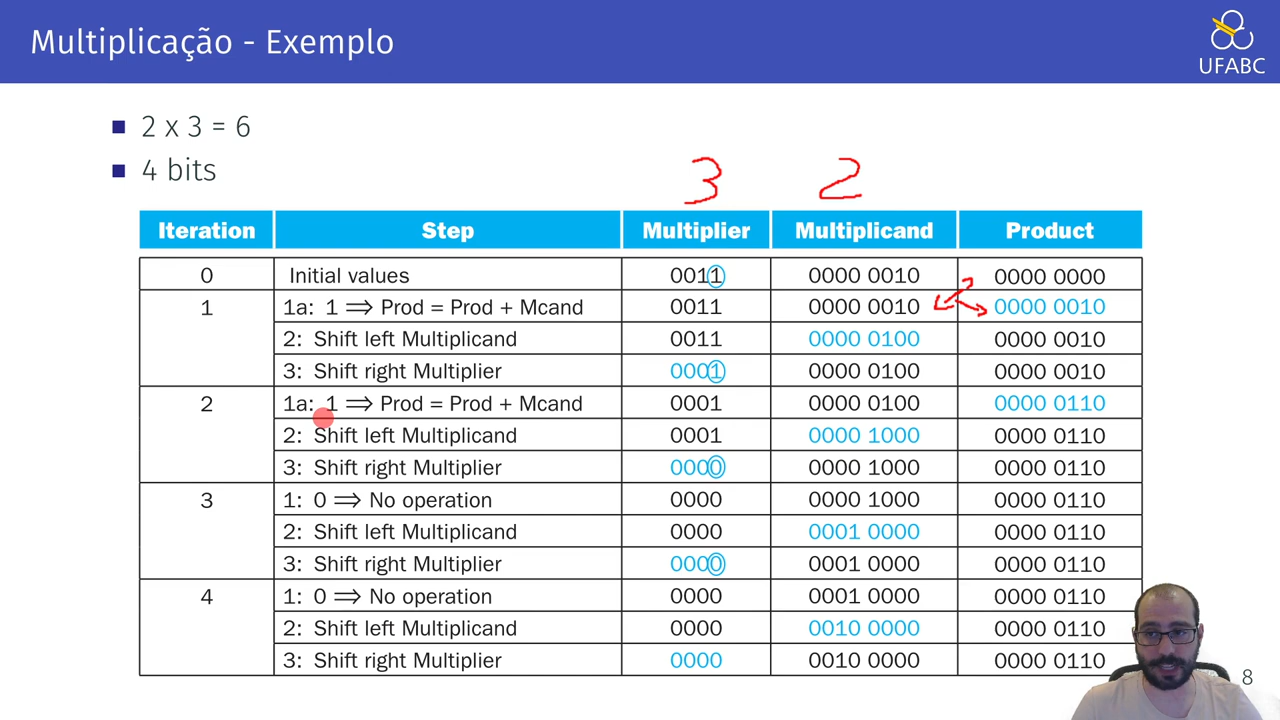 Multiplicação - Exemplo
UFABC
2 x 3 = 6
4 bits
3 2
Iteration Step Multiplier Multiplicand Product
0 Initial values 0011 0000 0010 0000 0000
1 1a: 1 ⟹ Prod = Prod + Mcand 0011 0000 0010 0000 0010
2: Shift left Multiplicand 0011 0000 0100 0000 0010
3: Shift right Multiplier 0001 0000 0100 0000 0010
2 1a: 1 ⟹ Prod = Prod + Mcand 0001 0000 0100 0000 0110
2: Shift left Multiplicand 0001 0000 1000 0000 0110
3: Shift right Multiplier 0000 0000 1000 0000 0110
3 1: 0 ⟹ No operation 0000 0000 1000 0000 0110
2: Shift left Multiplicand 0000 0001 0000 0000 0110
3: Shift right Multiplier 0000 0001 0000 0000 0110
4 1: 0 ⟹ No operation 0000 0001 0000 0000 0110
2: Shift left Multiplicand 0000 0010 0000 0000 0110
3: Shift right Multiplier 0000 0010 0000 0000 0110
8